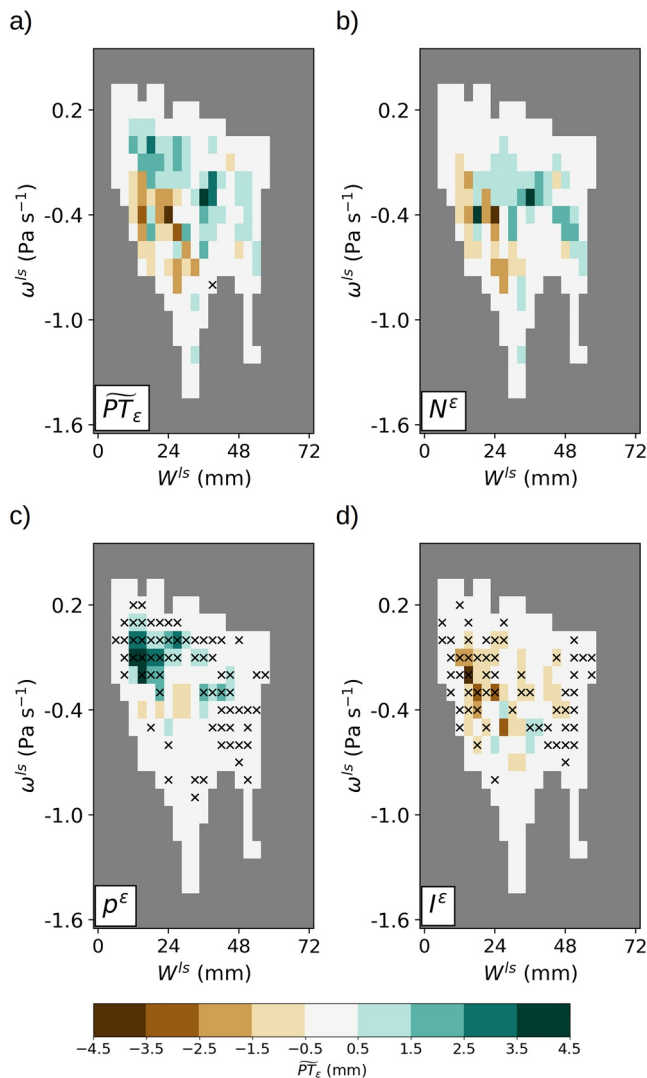 a)
b)
0.2
-0.4
-1.0
-1.6
ω^ls (Pa s⁻¹)
P̃T̃_ε
0 24 48 72
W^ls (mm)
0.2
-0.4
-1.0
-1.6
ω^ls (Pa s⁻¹)
N^ε
0 24 48 72
W^ls (mm)
c)
d)
0.2
-0.4
-1.0
-1.6
ω^ls (Pa s⁻¹)
p^ε
0 24 48 72
W^ls (mm)
0.2
-0.4
-1.0
-1.6
ω^ls (Pa s⁻¹)
I^ε
0 24 48 72
W^ls (mm)
−4.5 −3.5 −2.5 −1.5 −0.5 0.5 1.5 2.5 3.5 4.5
P̃T̃_ε (mm)